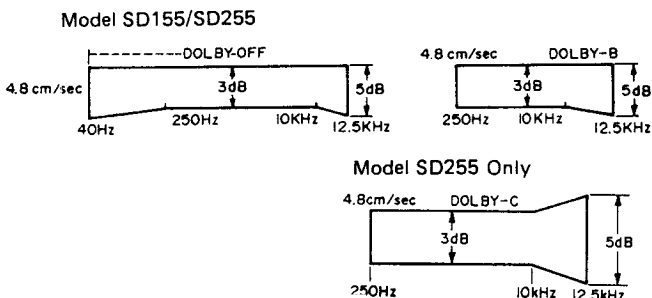 Model SD155/SD255
DOLBY-OFF
4.8 cm/sec
3dB
5dB
40Hz
250Hz
10KHz
12.5KHz
4.8 cm/sec
DOLBY-B
3dB
5dB
250Hz
10KHz
12.5KHz
Model SD255 Only
4.8cm/sec
DOLBY-C
3dB
5dB
250Hz
10kHz
12.5kHz